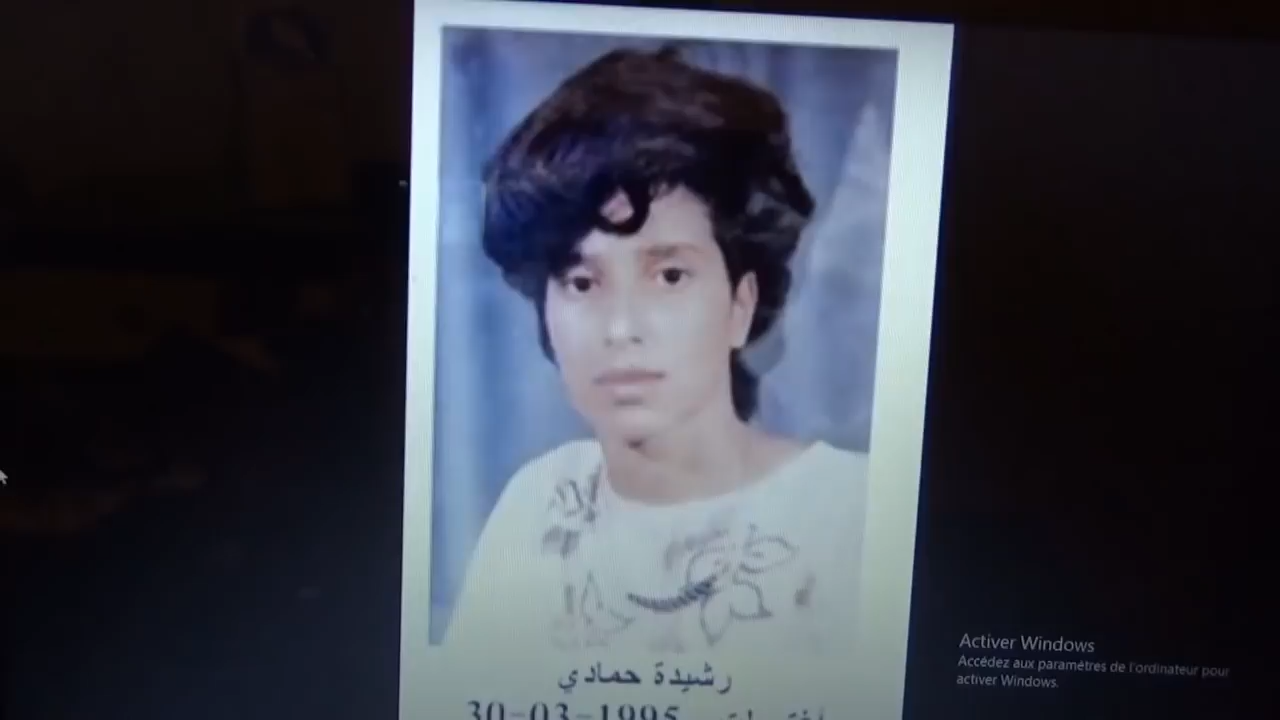 رشيدة حمادي
30-03-1995
Activer Windows
Accédez aux paramètres de l'ordinateur pour
activer Windows.